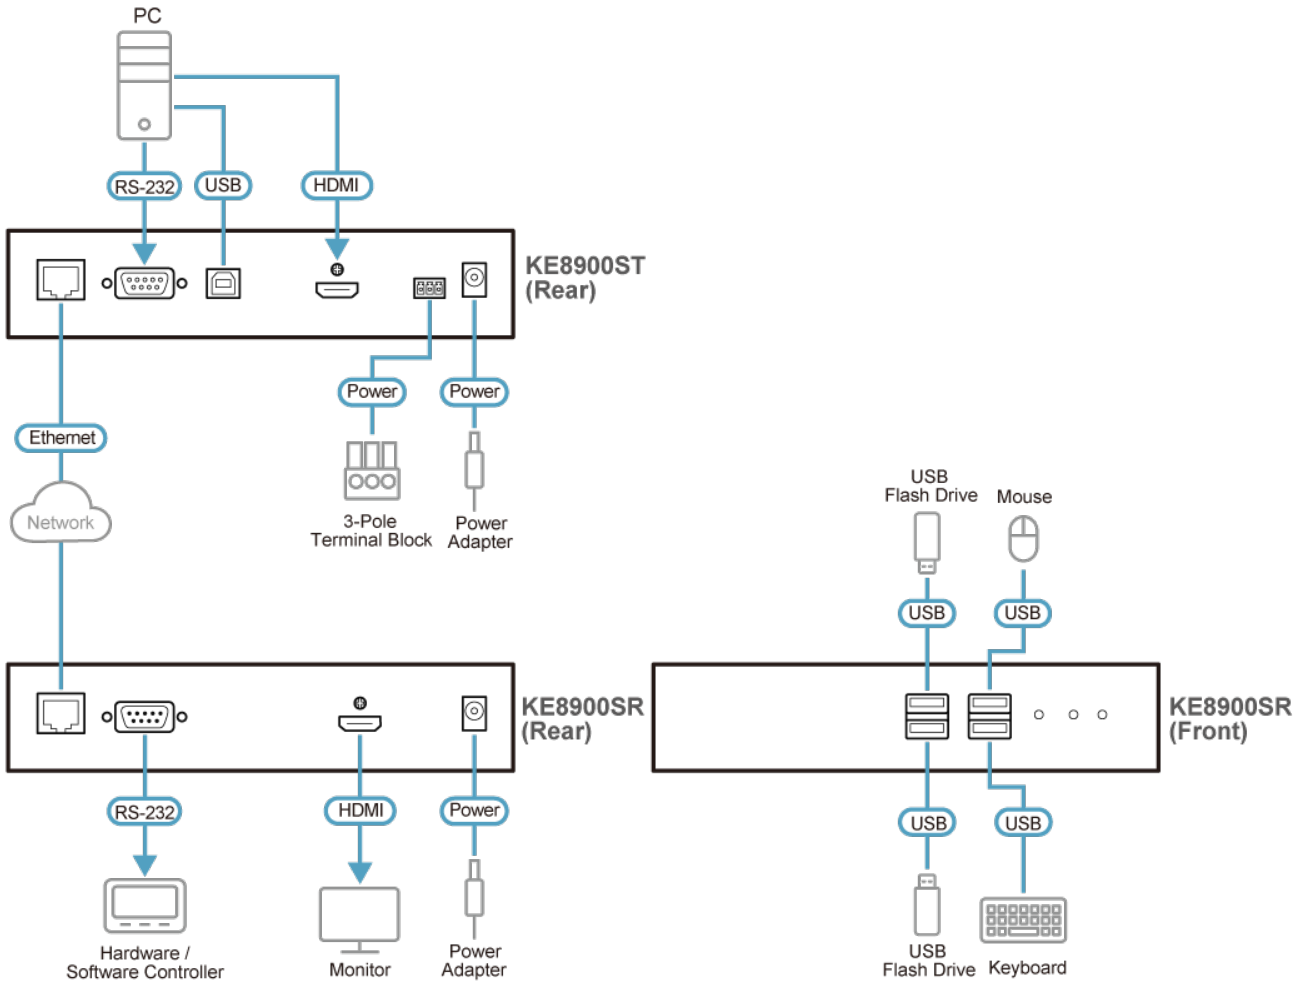 PC
RS-232
USB
HDMI
KE8900ST
(Rear)
Power
Power
Ethernet
Network
3-Pole
Terminal Block
Power
Adapter
USB
Flash Drive
Mouse
USB
USB
KE8900SR
(Rear)
KE8900SR
(Front)
RS-232
HDMI
Power
USB
USB
Hardware /
Software Controller
Monitor
Power
Adapter
USB
Flash Drive
Keyboard